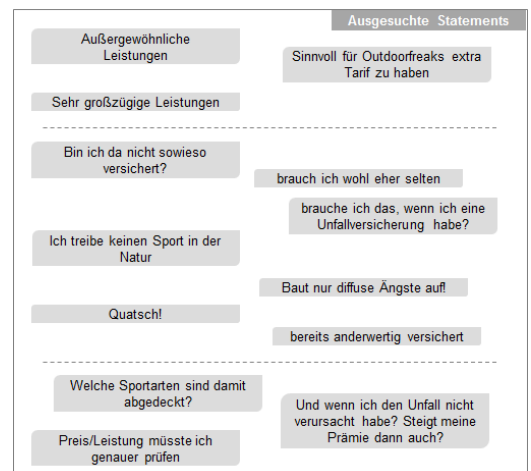 Ausgesuchte Statements
Außergewöhnliche
Leistungen
Sinnvoll für Outdoorfreaks extra
Tarif zu haben
Sehr großzügige Leistungen
Bin ich da nicht sowieso
versichert?
brauch ich wohl eher selten
brauche ich das, wenn ich eine
Unfallversicherung habe?
Ich treibe keinen Sport in der
Natur
Baut nur diffuse Ängste auf!
Quatsch!
bereits anderwertig versichert
Welche Sportarten sind damit
abgedeckt?
Und wenn ich den Unfall nicht
verursacht habe? Steigt meine
Prämie dann auch?
Preis/Leistung müsste ich
genauer prüfen